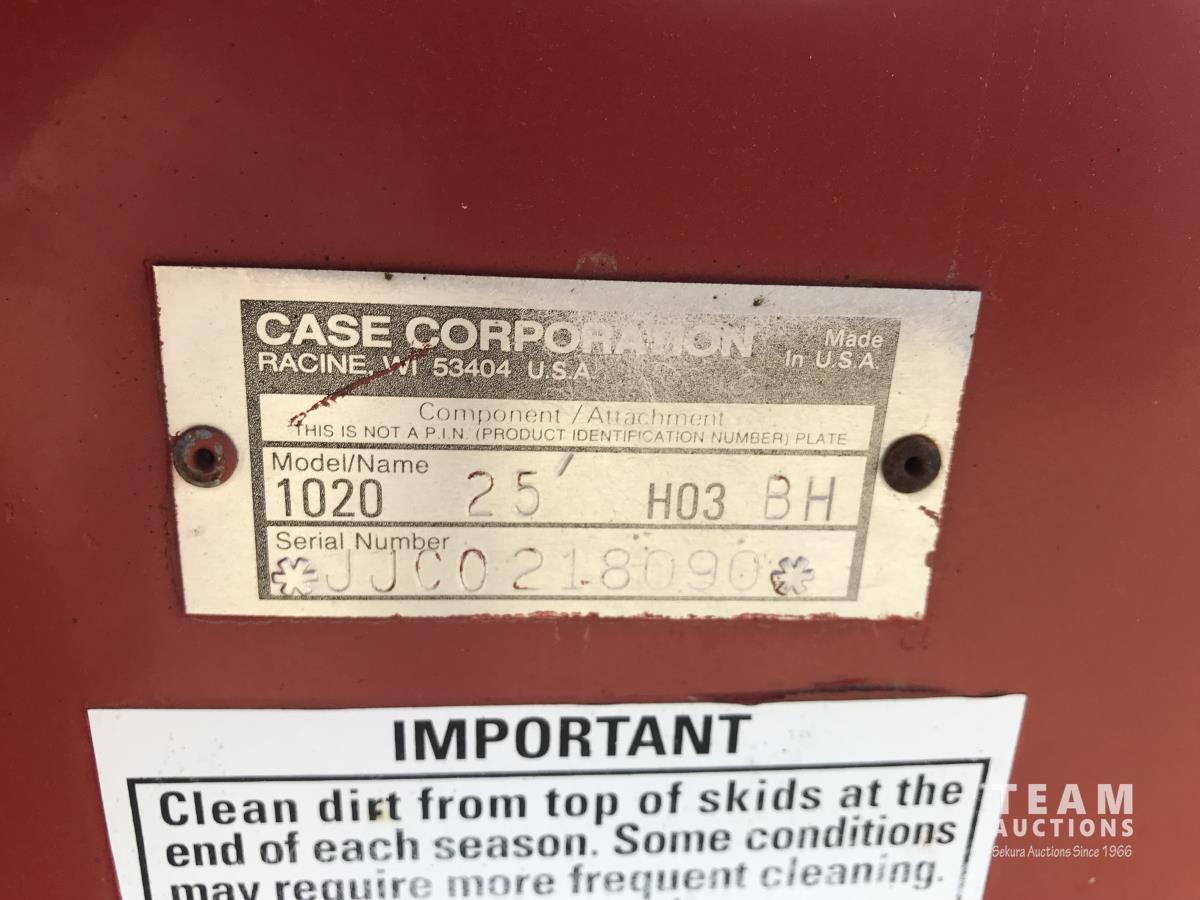 CASE CORPORATION
RACINE, WI 53404 U.S.A.
Made
In U.S.A.
Component/Attachment
THIS IS NOT A P.I.N. (PRODUCT IDENTIFICATION NUMBER) PLATE
Model/Name
1020 25' H03 BH
Serial Number
*JJC0218090*
IMPORTANT
Clean dirt from top of skids at the
end of each season. Some conditions
may require more frequent cleaning.
TEAM
AUCTIONS
Sekura Auctions Since 1966